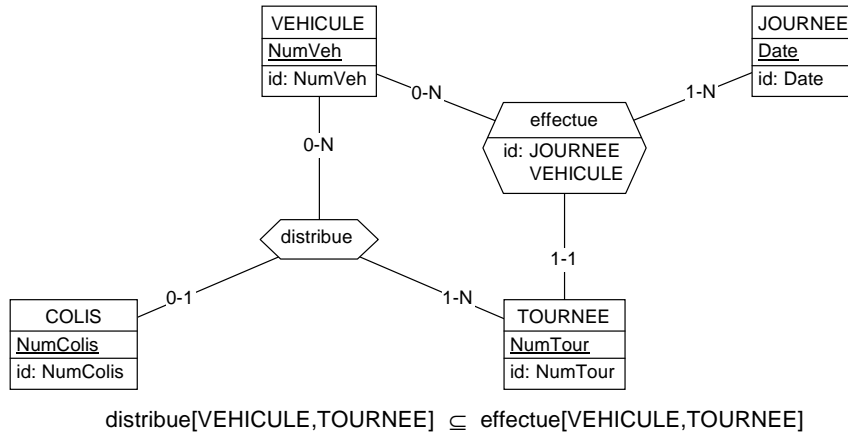 VEHICULE
NumVeh
id: NumVeh
JOURNEE
Date
id: Date
0-N
1-N
effectue
id: JOURNEE
VEHICULE
0-N
distribue
1-1
0-1
1-N
COLIS
NumColis
id: NumColis
TOURNEE
NumTour
id: NumTour
distribue[VEHICULE,TOURNEE] ⊆ effectue[VEHICULE,TOURNEE]